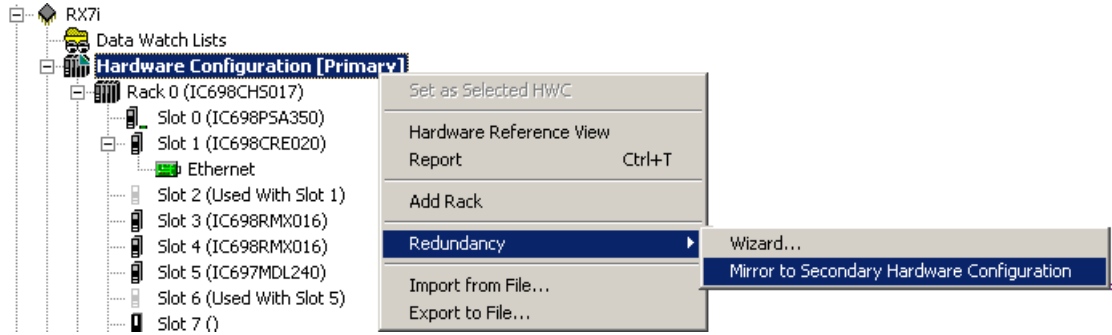 RX7i
Data Watch Lists
Hardware Configuration [Primary]
Rack 0 (IC698CHS017)
Slot 0 (IC698PSA350)
Slot 1 (IC698CRE020)
Ethernet
Slot 2 (Used With Slot 1)
Slot 3 (IC698RMX016)
Slot 4 (IC698RMX016)
Slot 5 (IC697MDL240)
Slot 6 (Used With Slot 5)
Slot 7 ()
Set as Selected HWC
Hardware Reference View
Report Ctrl+T
Add Rack
Redundancy
Import from File...
Export to File...
Wizard...
Mirror to Secondary Hardware Configuration